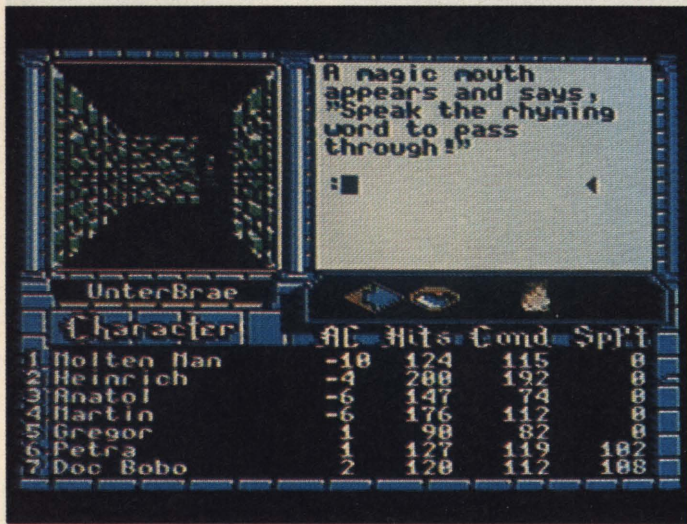 A magic mouth
appears and says,
"Speak the rhyming
word to pass
through!"
:
UnterBrae
Character AC Hits Cond SpPt
1 Molten Man -10 124 115 0
2 Heinrich -4 200 192 0
3 Anatol -6 147 74 0
4 Martin -6 176 112 0
5 Gregor 1 90 82 0
6 Petra 1 127 119 102
7 Doc Bobo 2 120 112 108